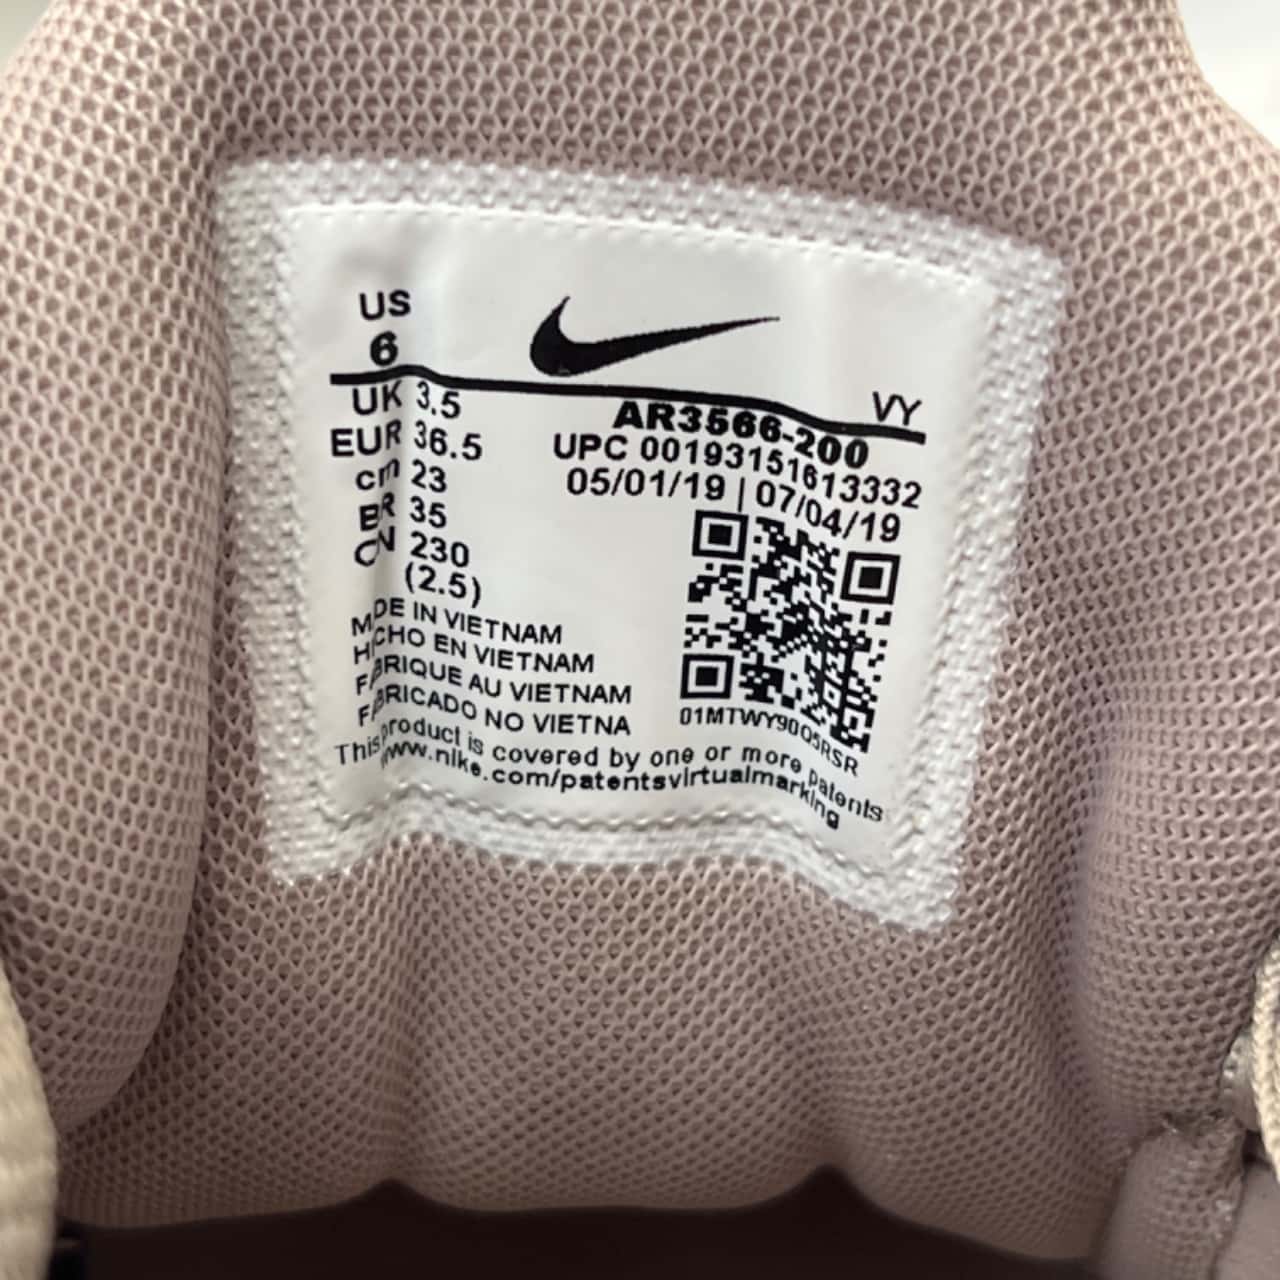 US
6
UK 3.5
EUR 36.5
cm 23
BR 35
CN 230
(2.5)
VY
AR3566-200
UPC 00193151613332
05/01/19 | 07/04/19
01MTWY90O5RSR
MADE IN VIETNAM
HECHO EN VIETNAM
FABRIQUE AU VIETNAM
FABRICADO NO VIETNA
This product is covered by one or more patents
www.nike.com/patentsvirtualmarking